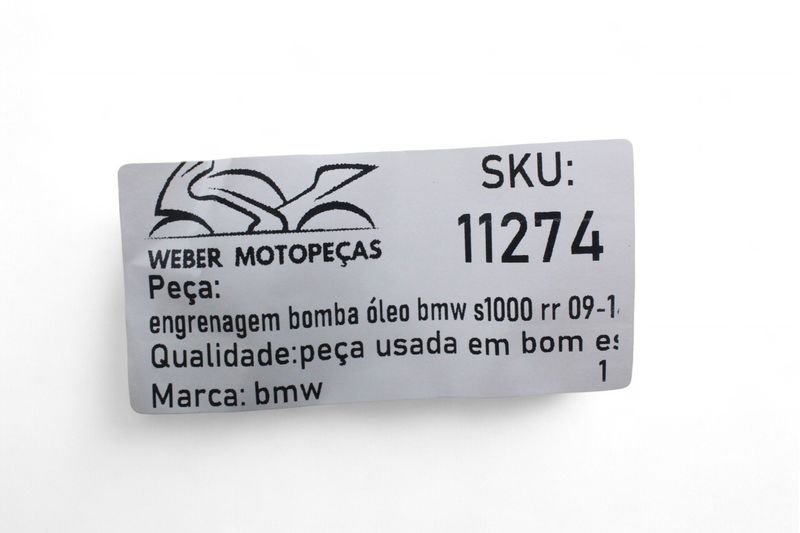 SKU:
11274
WEBER MOTOPEÇAS
Peça:
engrenagem bomba óleo bmw s1000 rr 09-1
Qualidade:peça usada em bom es
1
Marca: bmw